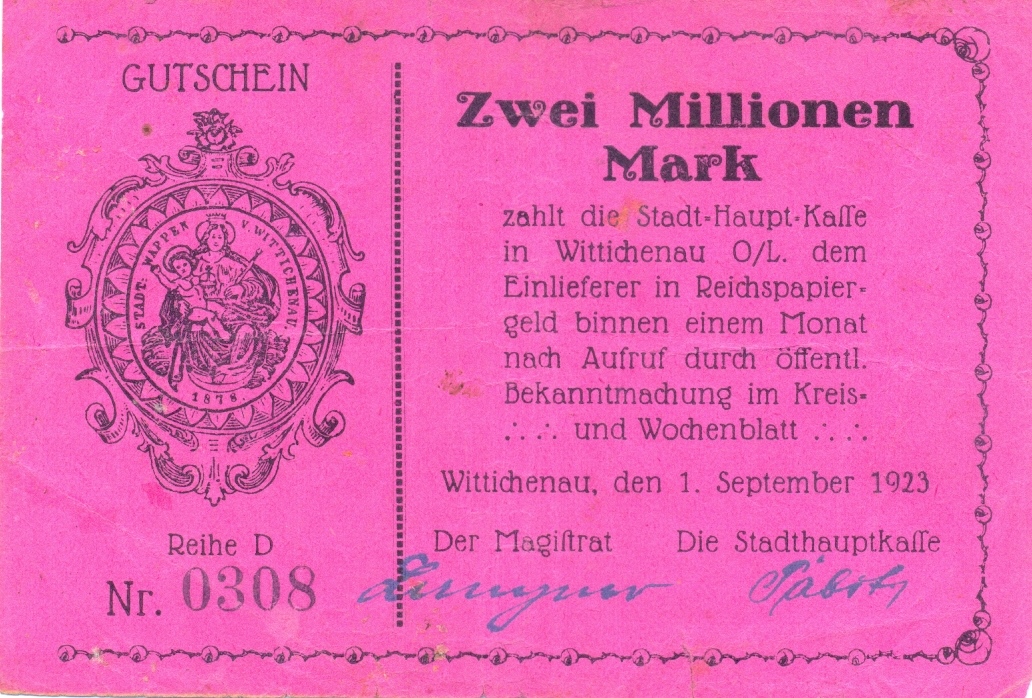 GUTSCHEIN
STADT-WAPPEN V. WITTICHENAU.
1878
Reihe D
Nr. 0308
Zwei Millionen
Mark
zahlt die Stadt-Haupt-Kaſſe
in Wittichenau O/L. dem
Einlieferer in Reichspapier-
geld binnen einem Monat
nach Aufruf durch öffentl.
Bekanntmachung im Kreis-
und Wochenblatt
Wittichenau, den 1. September 1923
Der Magiſtrat Die Stadthauptkaſſe